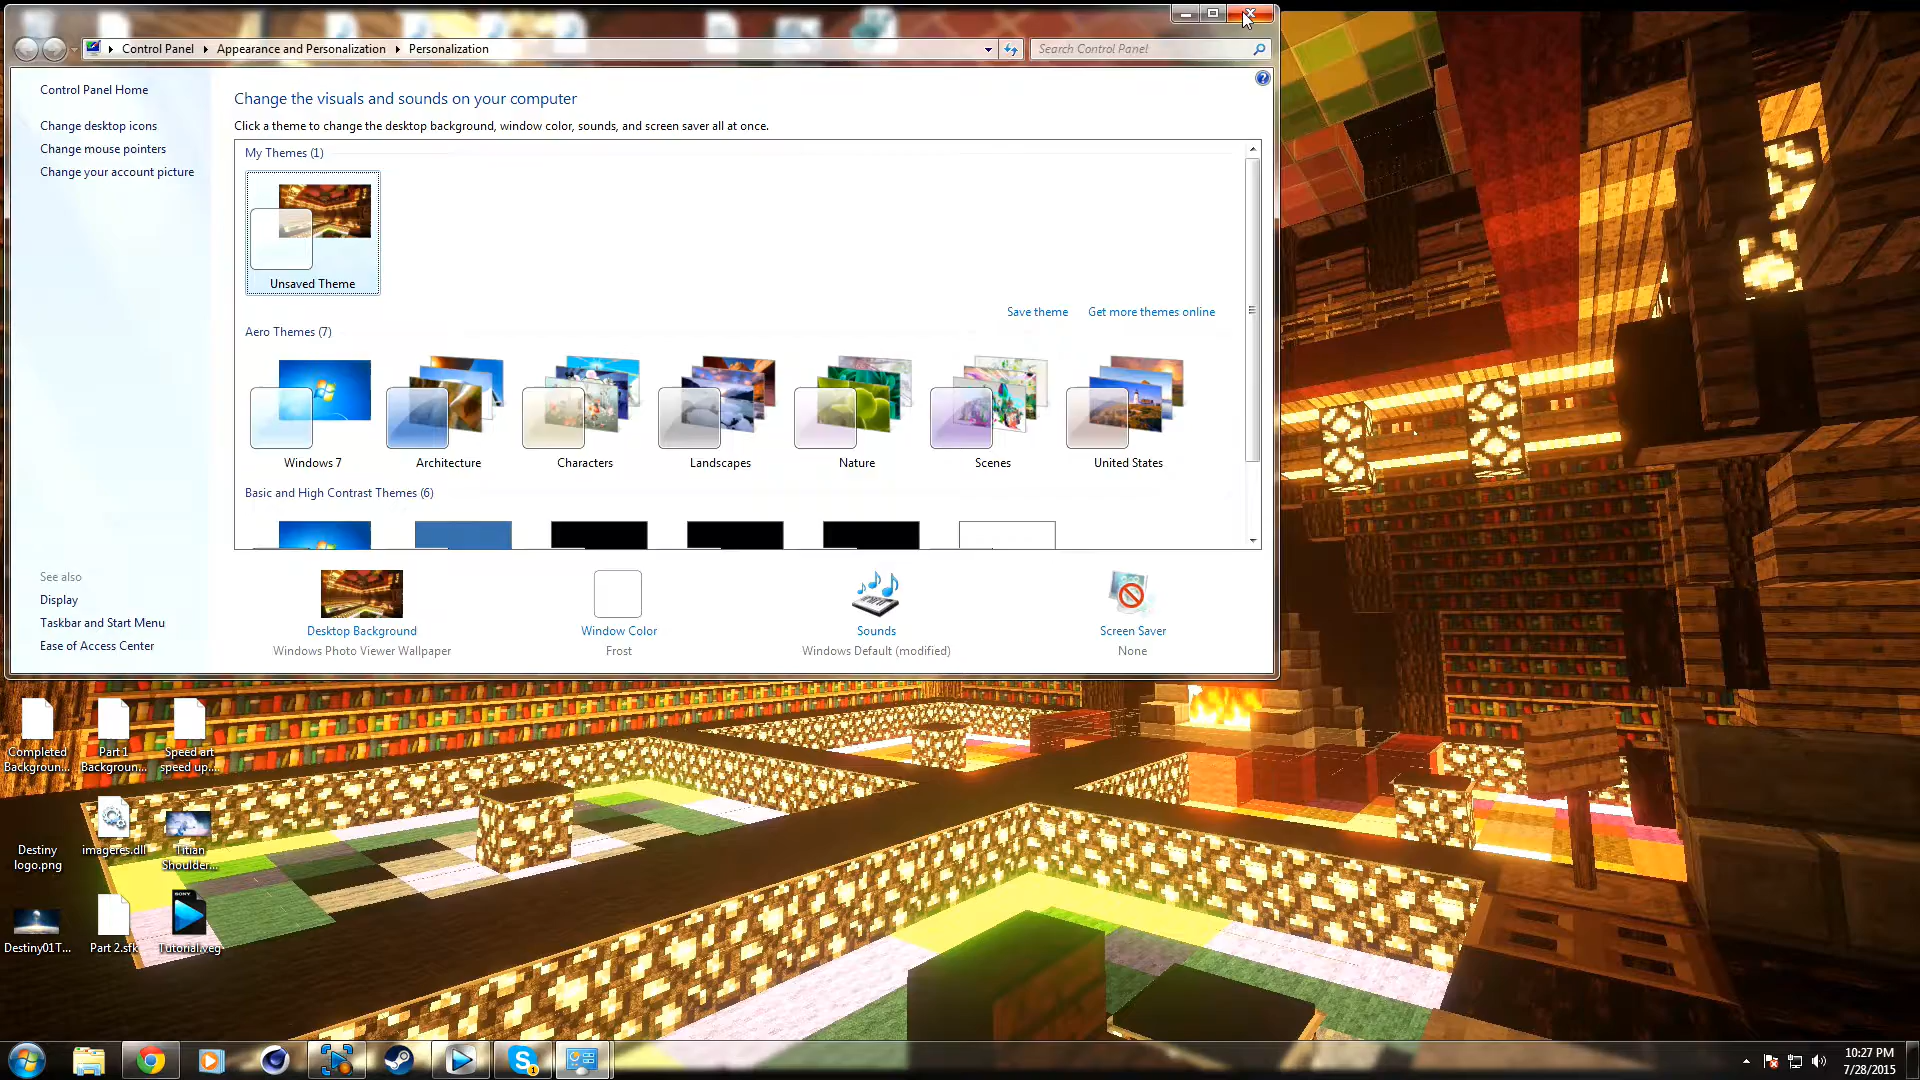 Control Panel
Appearance and Personalization
Personalization
Search Control Panel
Control Panel Home
Change desktop icons
Change mouse pointers
Change your account picture
See also
Display
Taskbar and Start Menu
Ease of Access Center
Change the visuals and sounds on your computer
Click a theme to change the desktop background, window color, sounds, and screen saver all at once.
My Themes (1)
Unsaved Theme
Save theme
Get more themes online
Aero Themes (7)
Windows 7
Architecture
Characters
Landscapes
Nature
Scenes
United States
Basic and High Contrast Themes (6)
Desktop Background
Windows Photo Viewer Wallpaper
Window Color
Frost
Sounds
Windows Default (modified)
Screen Saver
None
Completed
Backgroun...
Part 1
Backgroun...
Speed art
speed up....
Destiny
logo.png
imageres.dll
Titian
Shoulder...
Destiny01T...
Part 2.sfk
SONY
Tutorial.veg
10:27 PM
7/28/2015